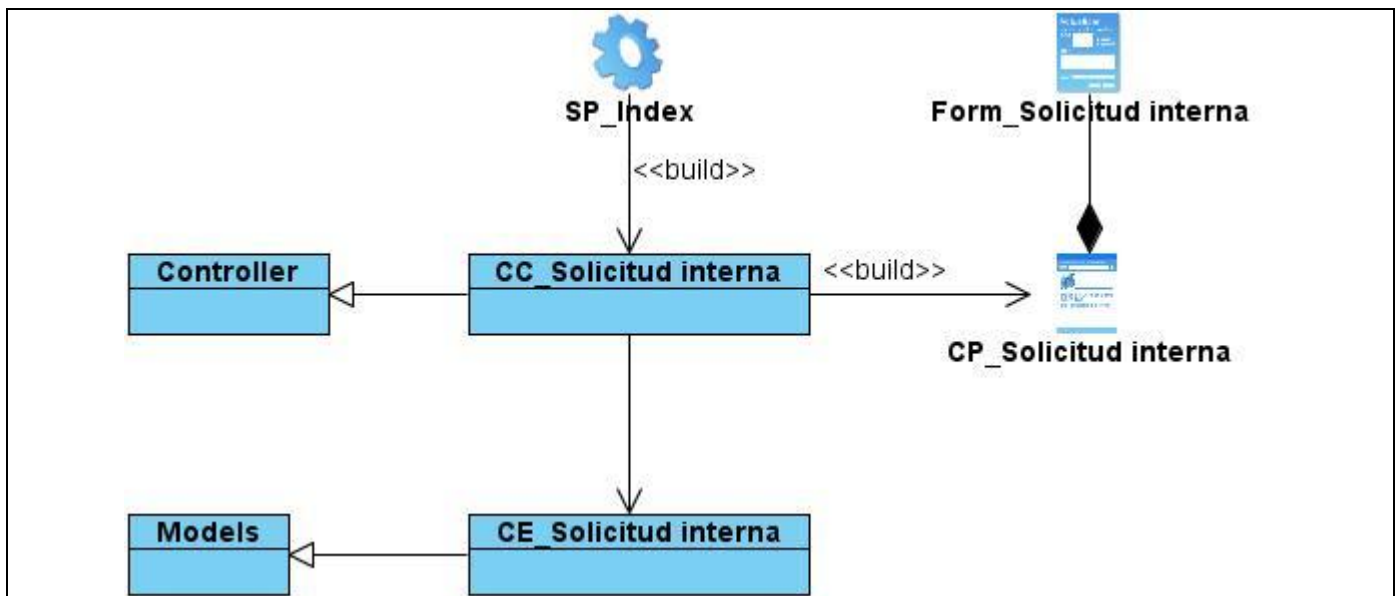 SP_Index
Form_Solicitud interna
<<build>>
Controller
CC_Solicitud interna
<<build>>
CP_Solicitud interna
Models
CE_Solicitud interna